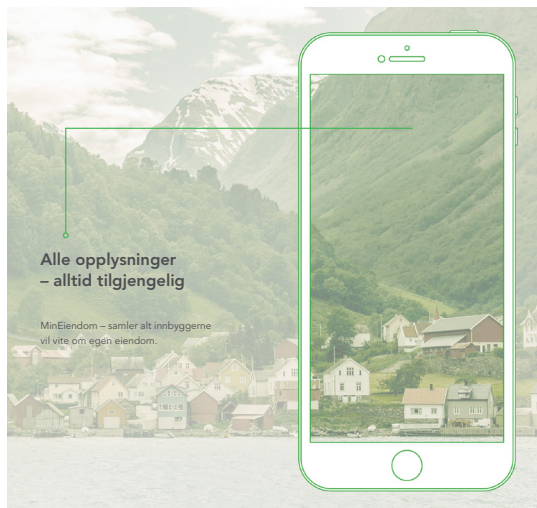 Alle opplysninger
– alltid tilgjengelig
MinEiendom – samler alt innbyggerne
vil vite om egen eiendom.